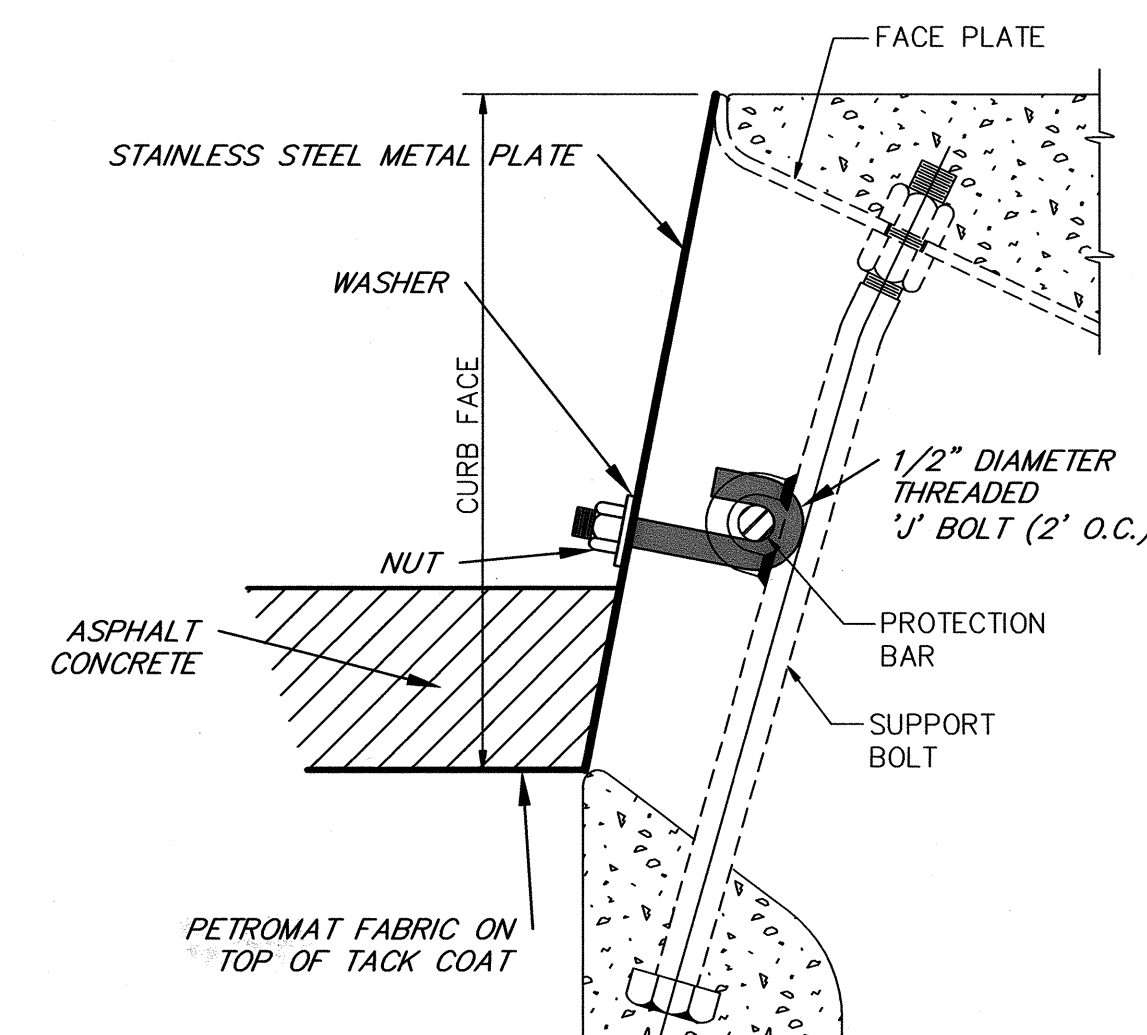 FACE PLATE
STAINLESS STEEL METAL PLATE
WASHER
CURB FACE
1/2" DIAMETER
THREADED
'J' BOLT (2' O.C.)
NUT
ASPHALT
CONCRETE
PROTECTION
BAR
SUPPORT
BOLT
PETROMAT FABRIC ON
TOP OF TACK COAT